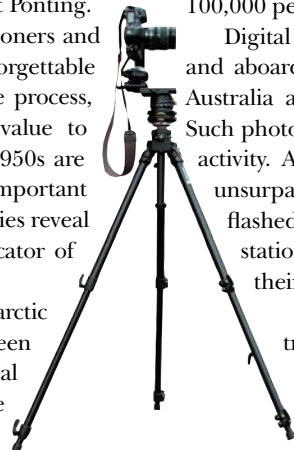 t Ponting.
oners and
orgettable
e process,
value to
950s are
mportant
ies reveal
cator of
arctic
een
al
e
100,000 pe
Digital
and aboard
Australia a
Such photo
activity. A
unsurpa
flashed
statio
their
tr